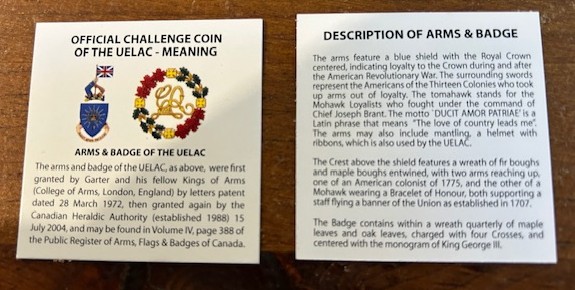 OFFICIAL CHALLENGE COIN
OF THE UELAC - MEANING
ARMS & BADGE OF THE UELAC
The arms and badge of the UELAC, as above, were first
granted by Garter and his fellow Kings of Arms
(College of Arms, London, England) by letters patent
dated 28 March 1972, then granted again by the
Canadian Heraldic Authority (established 1988) 15
July 2004, and may be found in Volume IV, page 388 of
the Public Register of Arms, Flags & Badges of Canada.
DESCRIPTION OF ARMS & BADGE
The arms feature a blue shield with the Royal Crown
centered, indicating loyalty to the Crown during and after
the American Revolutionary War. The surrounding swords
represent the Americans of the Thirteen Colonies who took
up arms out of loyalty. The tomahawk stands for the
Mohawk Loyalists who fought under the command of
Chief Joseph Brant. The motto 'DUCIT AMOR PATRIAE' is a
Latin phrase that means "The love of country leads me".
The arms may also include mantling, a helmet with
ribbons, which is also used by the UELAC.
The Crest above the shield features a wreath of fir boughs
and maple boughs entwined, with two arms reaching up,
one of an American colonist of 1775, and the other of a
Mohawk wearing a Bracelet of Honour, both supporting a
staff flying a banner of the Union as established in 1707.
The Badge contains within a wreath quarterly of maple
leaves and oak leaves, charged with four Crosses, and
centered with the monogram of King George III.